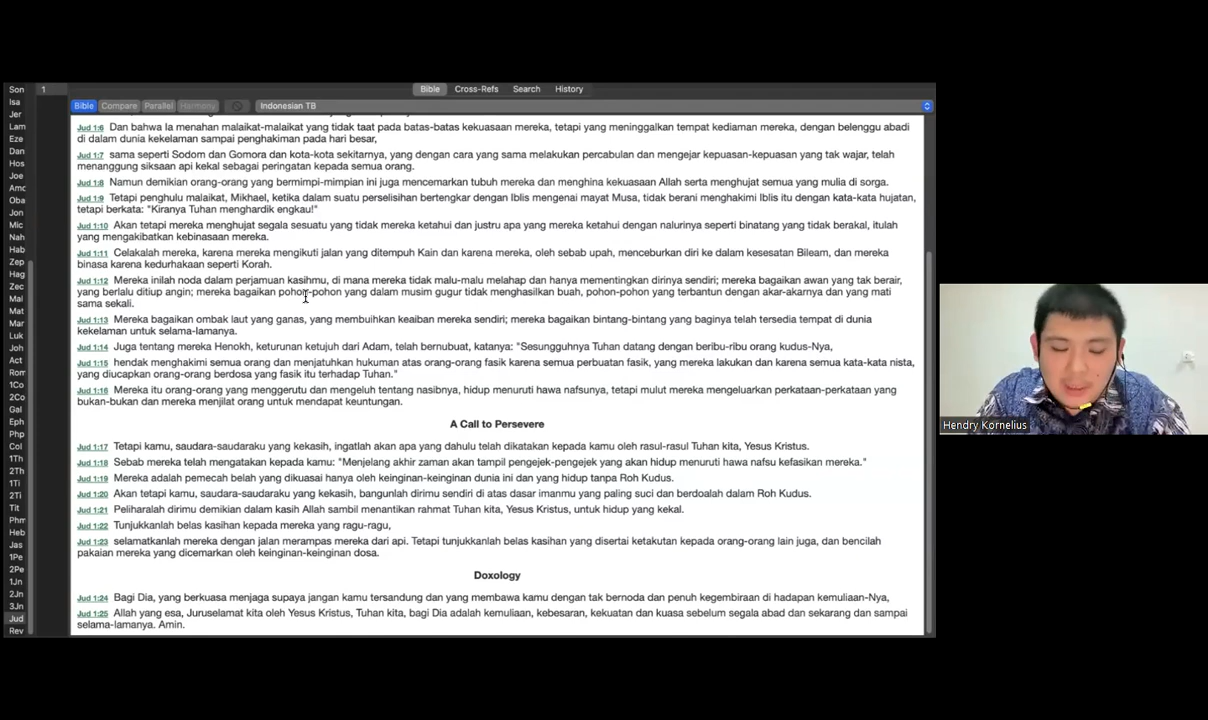 Son
Isa
Jer
Lam
Eze
Dan
Hos
Joe
Amo
Oba
Jon
Mic
Nah
Hab
Zep
Hag
Zec
Mal
Mat
Mar
Luk
Joh
Act
Rom
1Co
2Co
Gal
Eph
Php
Col
1Th
2Th
1Ti
2Ti
Tit
Phm
Heb
Jas
1Pe
2Pe
1Jn
2Jn
3Jn
Jud
Rev
1
Bible Cross-Refs Search History
Bible Compare Parallel Harmony Indonesian TB
Jud 1:6 Dan bahwa Ia menahan malaikat-malaikat yang tidak taat pada batas-batas kekuasaan mereka, tetapi yang meninggalkan tempat kediaman mereka, dengan belenggu abadi
di dalam dunia kekelaman sampai penghakiman pada hari besar,
Jud 1:7 sama seperti Sodom dan Gomora dan kota-kota sekitarnya, yang dengan cara yang sama melakukan percabulan dan mengejar kepuasan-kepuasan yang tak wajar, telah
menanggung siksaan api kekal sebagai peringatan kepada semua orang.
Jud 1:8 Namun demikian orang-orang yang bermimpi-mimpian ini juga mencemarkan tubuh mereka dan menghina kekuasaan Allah serta menghujat semua yang mulia di sorga.
Jud 1:9 Tetapi penghulu malaikat, Mikhael, ketika dalam suatu perselisihan bertengkar dengan Iblis mengenai mayat Musa, tidak berani menghakimi Iblis itu dengan kata-kata hujatan,
tetapi berkata: "Kiranya Tuhan menghardik engkau!"
Jud 1:10 Akan tetapi mereka menghujat segala sesuatu yang tidak mereka ketahui dan justru apa yang mereka ketahui dengan nalurinya seperti binatang yang tidak berakal, itulah
yang mengakibatkan kebinasaan mereka.
Jud 1:11 Celakalah mereka, karena mereka mengikuti jalan yang ditempuh Kain dan karena mereka, oleh sebab upah, menceburkan diri ke dalam kesesatan Bileam, dan mereka
binasa karena kedurhakaan seperti Korah.
Jud 1:12 Mereka inilah noda dalam perjamuan kasihmu, di mana mereka tidak malu-malu melahap dan hanya mementingkan dirinya sendiri; mereka bagaikan awan yang tak berair,
yang berlalu ditiup angin; mereka bagaikan pohon-pohon yang dalam musim gugur tidak menghasilkan buah, pohon-pohon yang terbantun dengan akar-akarnya dan yang mati
sama sekali.
Jud 1:13 Mereka bagaikan ombak laut yang ganas, yang membuihkan keaiban mereka sendiri; mereka bagaikan bintang-bintang yang baginya telah tersedia tempat di dunia
kekelaman untuk selama-lamanya.
Jud 1:14 Juga tentang mereka Henokh, keturunan ketujuh dari Adam, telah bernubuat, katanya: "Sesungguhnya Tuhan datang dengan beribu-ribu orang kudus-Nya,
Jud 1:15 hendak menghakimi semua orang dan menjatuhkan hukuman atas orang-orang fasik karena semua perbuatan fasik, yang mereka lakukan dan karena semua kata-kata nista,
yang diucapkan orang-orang berdosa yang fasik itu terhadap Tuhan."
Jud 1:16 Mereka itu orang-orang yang menggerutu dan mengeluh tentang nasibnya, hidup menuruti hawa nafsunya, tetapi mulut mereka mengeluarkan perkataan-perkataan yang
bukan-bukan dan mereka menjilat orang untuk mendapat keuntungan.
A Call to Persevere
Jud 1:17 Tetapi kamu, saudara-saudaraku yang kekasih, ingatlah akan apa yang dahulu telah dikatakan kepada kamu oleh rasul-rasul Tuhan kita, Yesus Kristus.
Jud 1:18 Sebab mereka telah mengatakan kepada kamu: "Menjelang akhir zaman akan tampil pengejek-pengejek yang akan hidup menuruti hawa nafsu kefasikan mereka."
Jud 1:19 Mereka adalah pemecah belah yang dikuasai hanya oleh keinginan-keinginan dunia ini dan yang hidup tanpa Roh Kudus.
Jud 1:20 Akan tetapi kamu, saudara-saudaraku yang kekasih, bangunlah dirimu sendiri di atas dasar imanmu yang paling suci dan berdoalah dalam Roh Kudus.
Jud 1:21 Peliharalah dirimu demikian dalam kasih Allah sambil menantikan rahmat Tuhan kita, Yesus Kristus, untuk hidup yang kekal.
Jud 1:22 Tunjukkanlah belas kasihan kepada mereka yang ragu-ragu,
Jud 1:23 selamatkanlah mereka dengan jalan merampas mereka dari api. Tetapi tunjukkanlah belas kasihan yang disertai ketakutan kepada orang-orang lain juga, dan bencilah
pakaian mereka yang dicemarkan oleh keinginan-keinginan dosa.
Doxology
Jud 1:24 Bagi Dia, yang berkuasa menjaga supaya jangan kamu tersandung dan yang membawa kamu dengan tak bernoda dan penuh kegembiraan di hadapan kemuliaan-Nya,
Jud 1:25 Allah yang esa, Juruselamat kita oleh Yesus Kristus, Tuhan kita, bagi Dia adalah kemuliaan, kebesaran, kekuatan dan kuasa sebelum segala abad dan sekarang dan sampai
selama-lamanya. Amin.
Hendry Kornelius